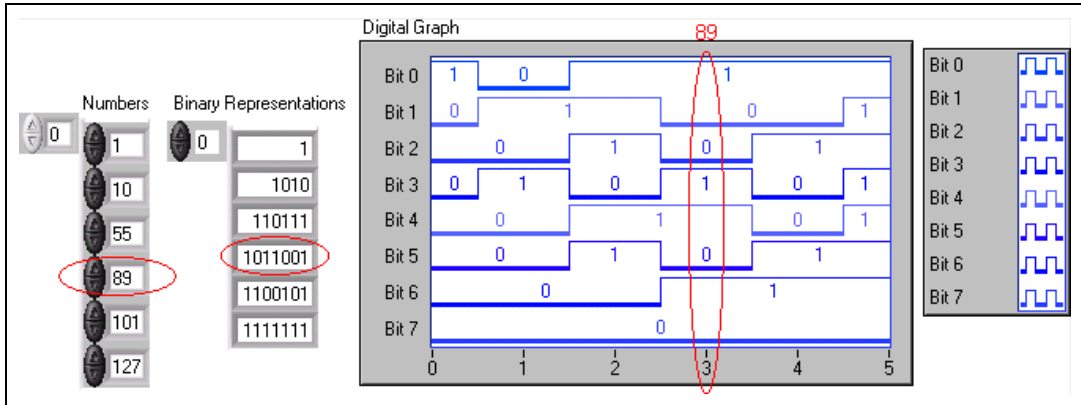 Digital Graph
89
Numbers
Binary Representations
0
1
10
55
89
101
127
0
1
1010
110111
1011001
1100101
1111111
Bit 0 1 0 1
Bit 1 0 1 0 1
Bit 2 0 1 0 1
Bit 3 0 1 0 1 0 1
Bit 4 0 1 0 1
Bit 5 0 1 0 1
Bit 6 0 1
Bit 7 0
0 1 2 3 4 5
Bit 0
Bit 1
Bit 2
Bit 3
Bit 4
Bit 5
Bit 6
Bit 7